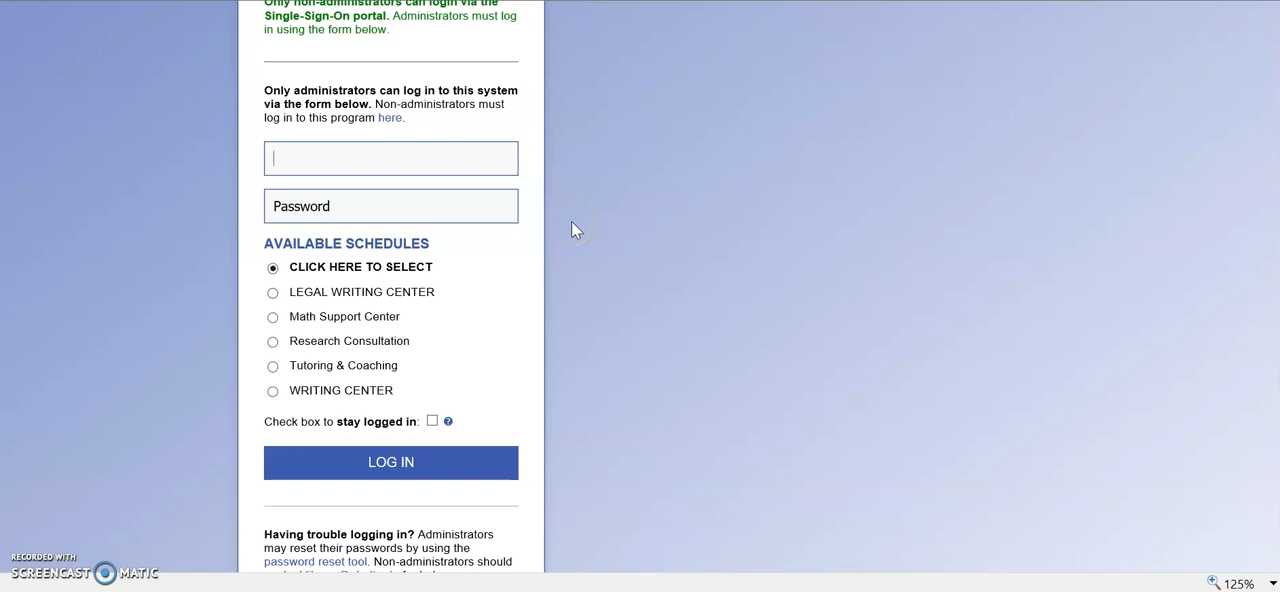 Only non-administrators can login via the
Single-Sign-On portal. Administrators must log
in using the form below.
Only administrators can log in to this system
via the form below. Non-administrators must
log in to this program here.
Password
AVAILABLE SCHEDULES
CLICK HERE TO SELECT
LEGAL WRITING CENTER
Math Support Center
Research Consultation
Tutoring & Coaching
WRITING CENTER
Check box to stay logged in: ?
LOG IN
Having trouble logging in? Administrators
may reset their passwords by using the
password reset tool. Non-administrators should
RECORDED WITH
SCREENCAST MATIC
125%